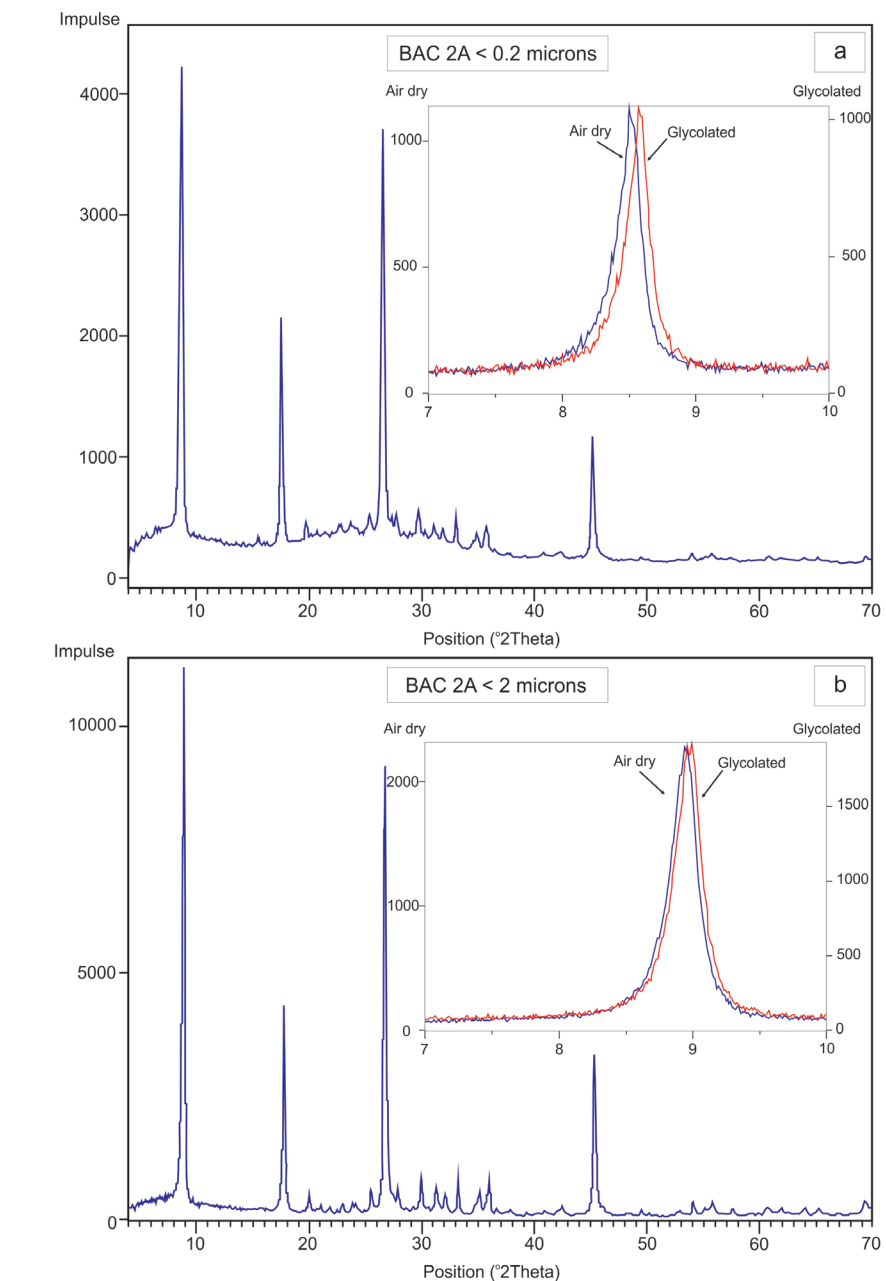 Impulse
BAC 2A < 0.2 microns
a
Air dry
Glycolated
Air dry
Glycolated
1000
500
0
1000
500
0
7
8
9
10
4000
3000
2000
1000
0
10
20
30
40
50
60
70
Position (°2Theta)
Impulse
BAC 2A < 2 microns
b
Air dry
Glycolated
Air dry
Glycolated
2000
1000
0
1500
1000
500
0
7
8
9
10
10000
5000
0
10
20
30
40
50
60
70
Position (°2Theta)